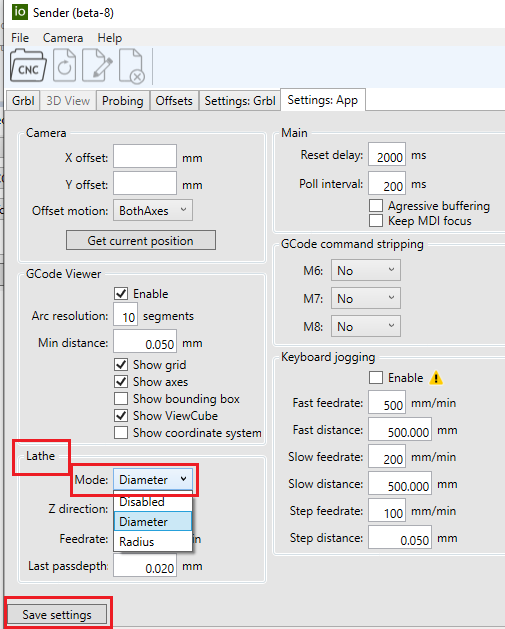 io Sender (beta-8)
File Camera Help
CNC
Grbl 3D View Probing Offsets Settings: Grbl Settings: App
Camera
X offset: mm
Y offset: mm
Offset motion: BothAxes
Get current position
GCode Viewer
Enable
Arc resolution: 10 segments
Min distance: 0.050 mm
Show grid
Show axes
Show bounding box
Show ViewCube
Show coordinate system
Lathe
Mode: Diameter
Disabled
Z direction:
Diameter
Radius
Feedrate:
Last passdepth: 0.020 mm
Save settings
Main
Reset delay: 2000 ms
Poll interval: 200 ms
Agressive buffering
Keep MDI focus
GCode command stripping
M6: No
M7: No
M8: No
Keyboard jogging
Enable
Fast feedrate: 500 mm/min
Fast distance: 500.000 mm
Slow feedrate: 200 mm/min
Slow distance: 500.000 mm
Step feedrate: 100 mm/min
Step distance: 0.050 mm